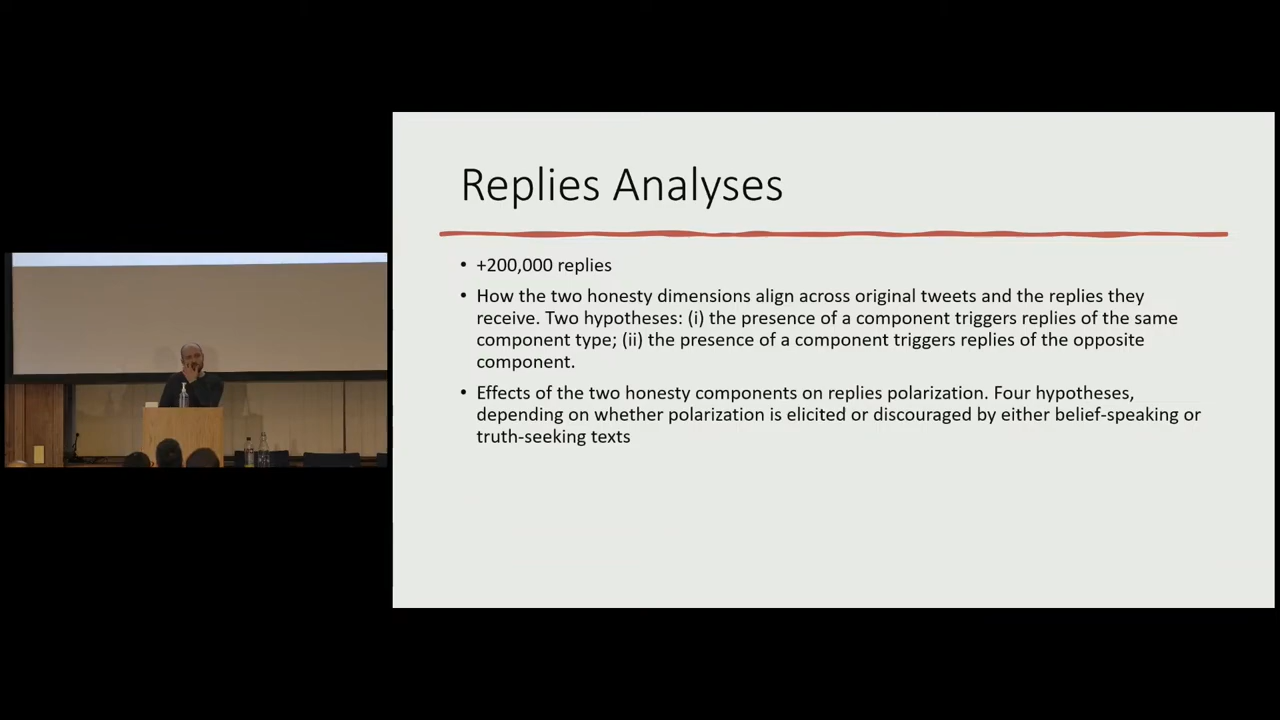 Replies Analyses
• +200,000 replies
• How the two honesty dimensions align across original tweets and the replies they
receive. Two hypotheses: (i) the presence of a component triggers replies of the same
component type; (ii) the presence of a component triggers replies of the opposite
component.
• Effects of the two honesty components on replies polarization. Four hypotheses,
depending on whether polarization is elicited or discouraged by either belief-speaking or
truth-seeking texts